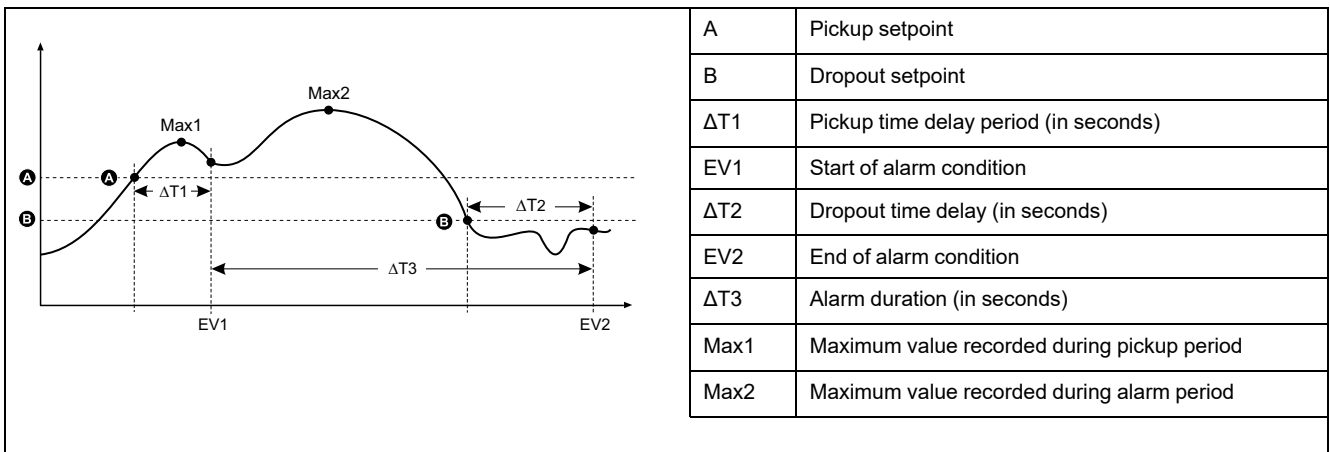 Max2
Max1
A
A
ΔT1
B
B
ΔT2
ΔT3
EV1
EV2
A Pickup setpoint
B Dropout setpoint
ΔT1 Pickup time delay period (in seconds)
EV1 Start of alarm condition
ΔT2 Dropout time delay (in seconds)
EV2 End of alarm condition
ΔT3 Alarm duration (in seconds)
Max1 Maximum value recorded during pickup period
Max2 Maximum value recorded during alarm period